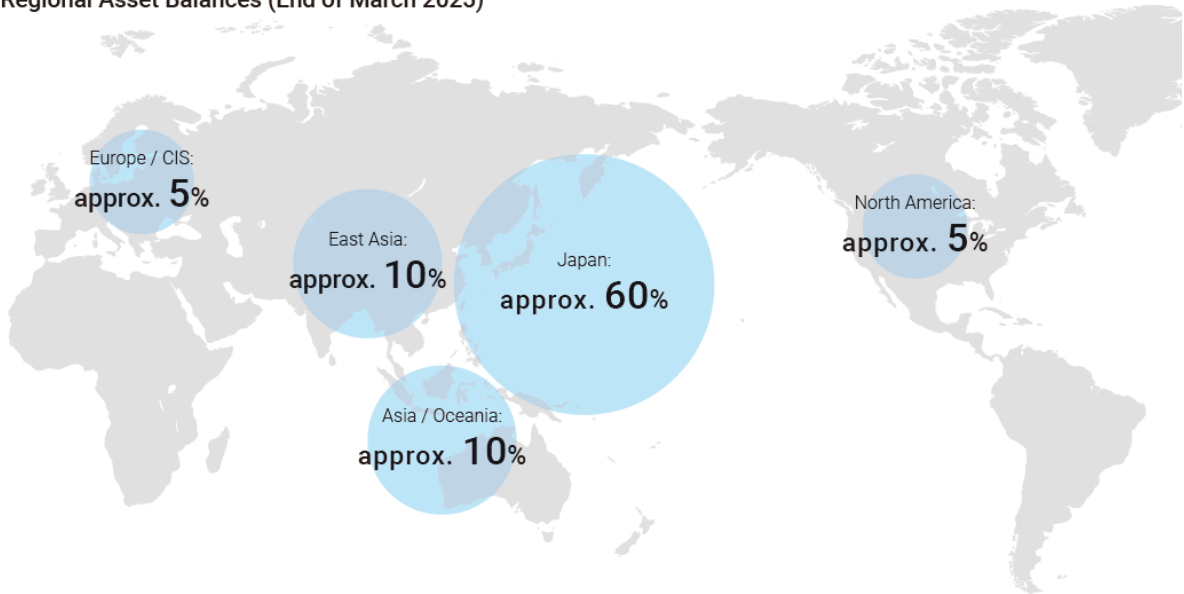 Regional Asset Balances (End of March 2025)
Europe / CIS:
approx. 5%
North America:
approx. 5%
East Asia:
approx. 10%
Japan:
approx. 60%
Asia / Oceania:
approx. 10%